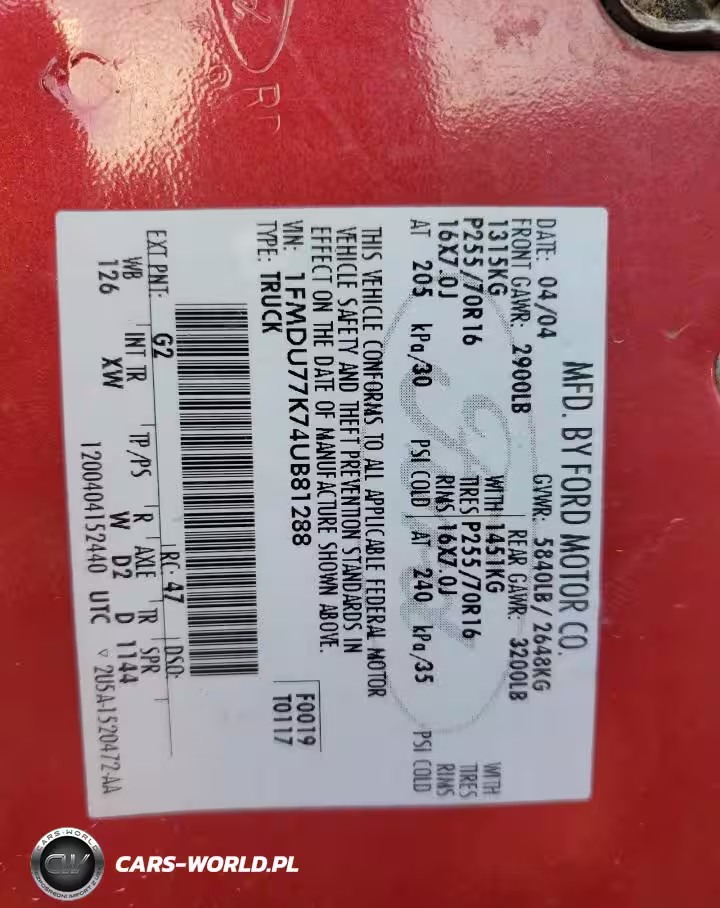 Ford
®
MFD. BY FORD MOTOR CO.
DATE: 04/04 GVWR: 5840LB/ 2648KG
FRONT GAWR: 2900LB REAR GAWR: 3200LB
1315KG WITH 1451KG WITH
P255/70R16 TIRES P255/70R16 TIRES
16X7.0J RIMS 16X7.0J RIMS
AT 205 kPa/30 PSI COLD AT 240 kPa/35 PSI COLD
THIS VEHICLE CONFORMS TO ALL APPLICABLE FEDERAL MOTOR
VEHICLE SAFETY AND THEFT PREVENTION STANDARDS IN
EFFECT ON THE DATE OF MANUFACTURE SHOWN ABOVE.
VIN: 1FMDU77K74UB81288 F0019
TYPE: TRUCK T0117
EXT PNT: G2 RC: 47 DSO:
WB INT TR TP/PS R AXLE TR SPR
126 XW W D2 D 1144
1200404152440 UTC ▽ 2U5A-1520472-AA
CARS-WORLD
CW
CARS-WORLD.PL